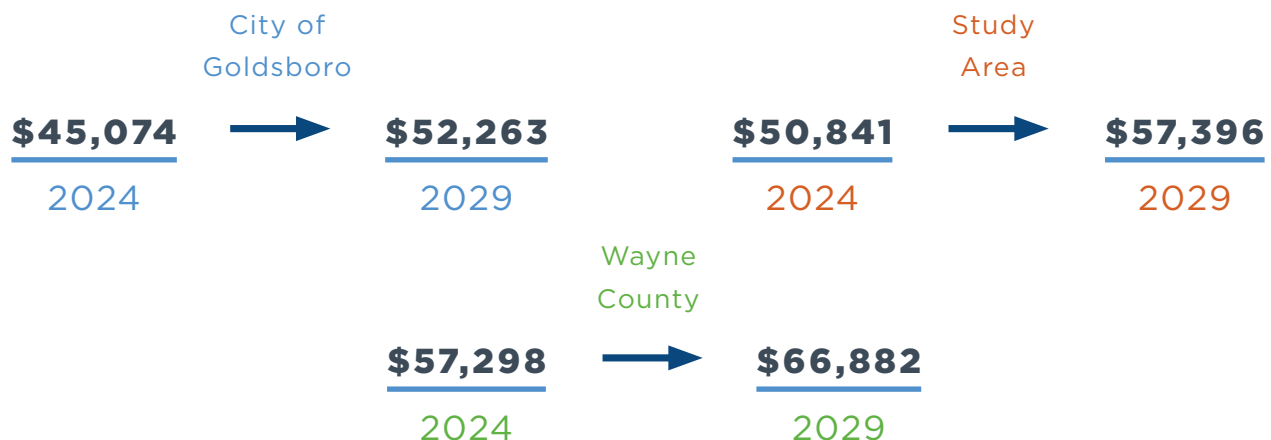 City of
Goldsboro
$45,074
$52,263
2024
2029
Study
Area
$50,841
$57,396
2024
2029
Wayne
County
$57,298
$66,882
2024
2029